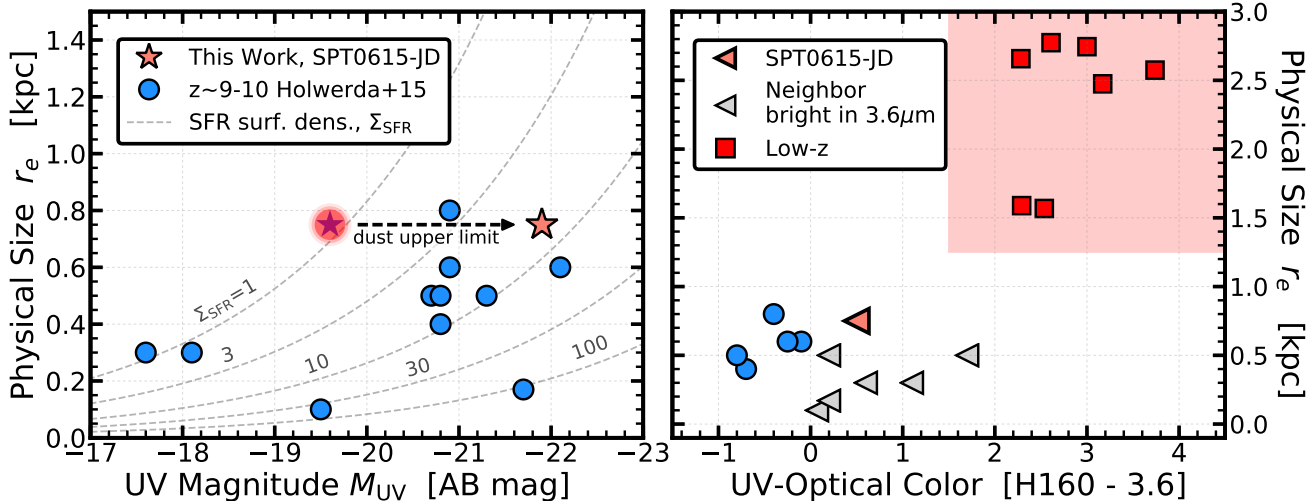 This Work, SPT0615-JD
z~9-10 Holwerda+15
SFR surf. dens., Σ_SFR
dust upper limit
Σ_SFR=1
3
10
30
100
Physical Size r_e [kpc]
1.4
1.2
1.0
0.8
0.6
0.4
0.2
0.0
−17
−18
−19
−20
−21
−22
−23
UV Magnitude M_UV [AB mag]
SPT0615-JD
Neighbor
bright in 3.6μm
Low-z
3.0
2.5
2.0
1.5
1.0
0.5
0.0
Physical Size r_e [kpc]
−1
0
1
2
3
4
UV-Optical Color [H160 - 3.6]